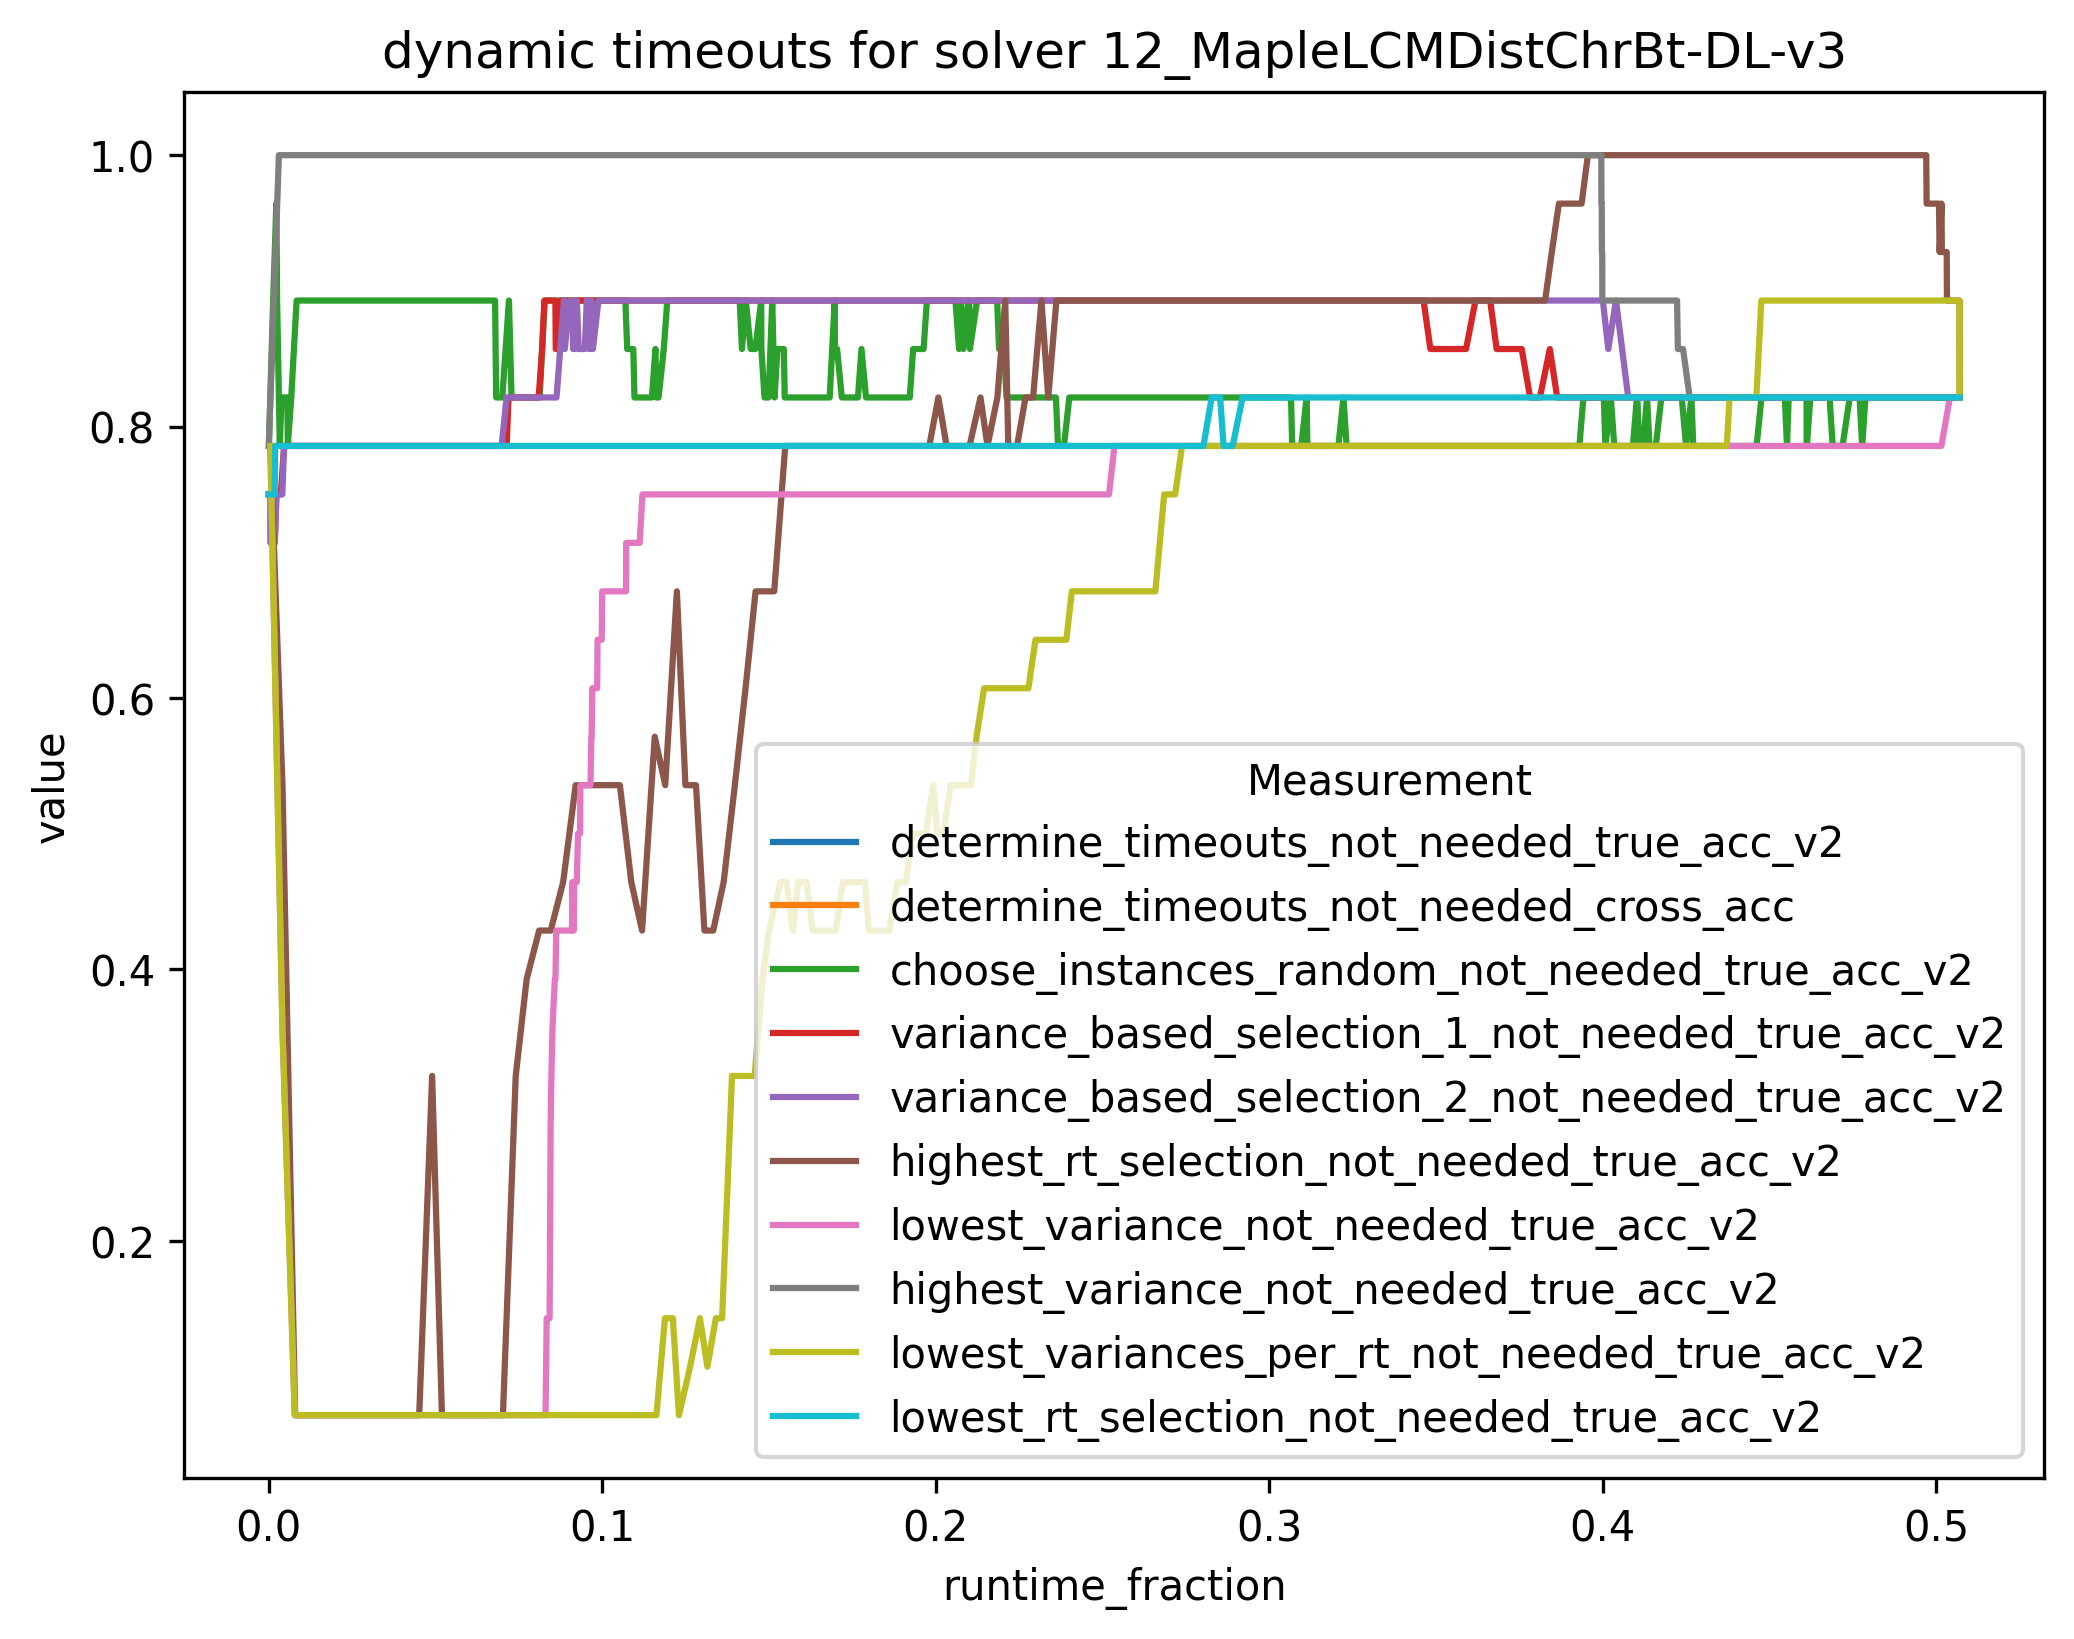 dynamic timeouts for solver 12_MapleLCMDistChrBt-DL-v3
1.0
0.8
0.6
0.4
0.2
value
Measurement
determine_timeouts_not_needed_true_acc_v2
determine_timeouts_not_needed_cross_acc
choose_instances_random_not_needed_true_acc_v2
variance_based_selection_1_not_needed_true_acc_v2
variance_based_selection_2_not_needed_true_acc_v2
highest_rt_selection_not_needed_true_acc_v2
lowest_variance_not_needed_true_acc_v2
highest_variance_not_needed_true_acc_v2
lowest_variances_per_rt_not_needed_true_acc_v2
lowest_rt_selection_not_needed_true_acc_v2
0.0 0.1 0.2 0.3 0.4 0.5
runtime_fraction